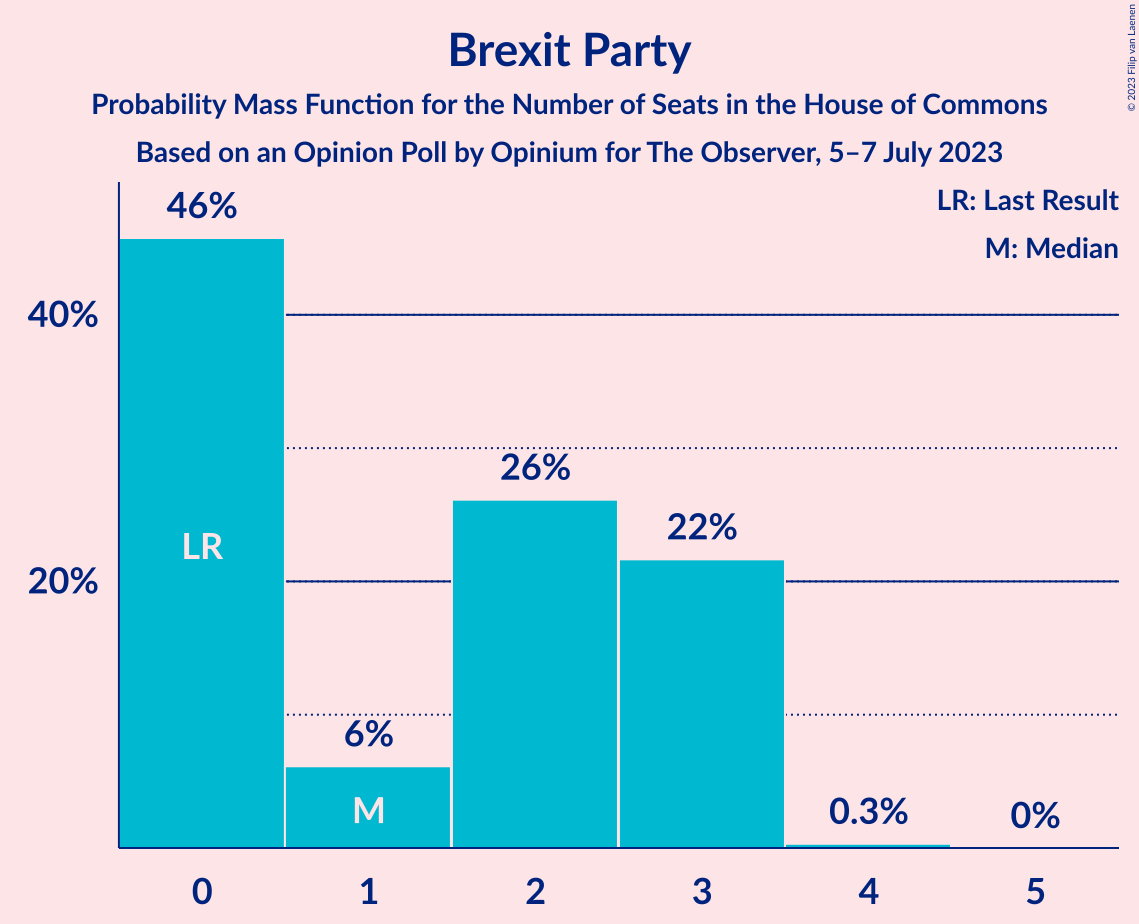 Brexit Party
Probability Mass Function for the Number of Seats in the House of Commons
Based on an Opinion Poll by Opinium for The Observer, 5–7 July 2023
© 2023 Filip van Laenen
LR: Last Result
M: Median
46%
40%
26%
22%
LR
20%
6%
M
0.3%
0%
0 1 2 3 4 5